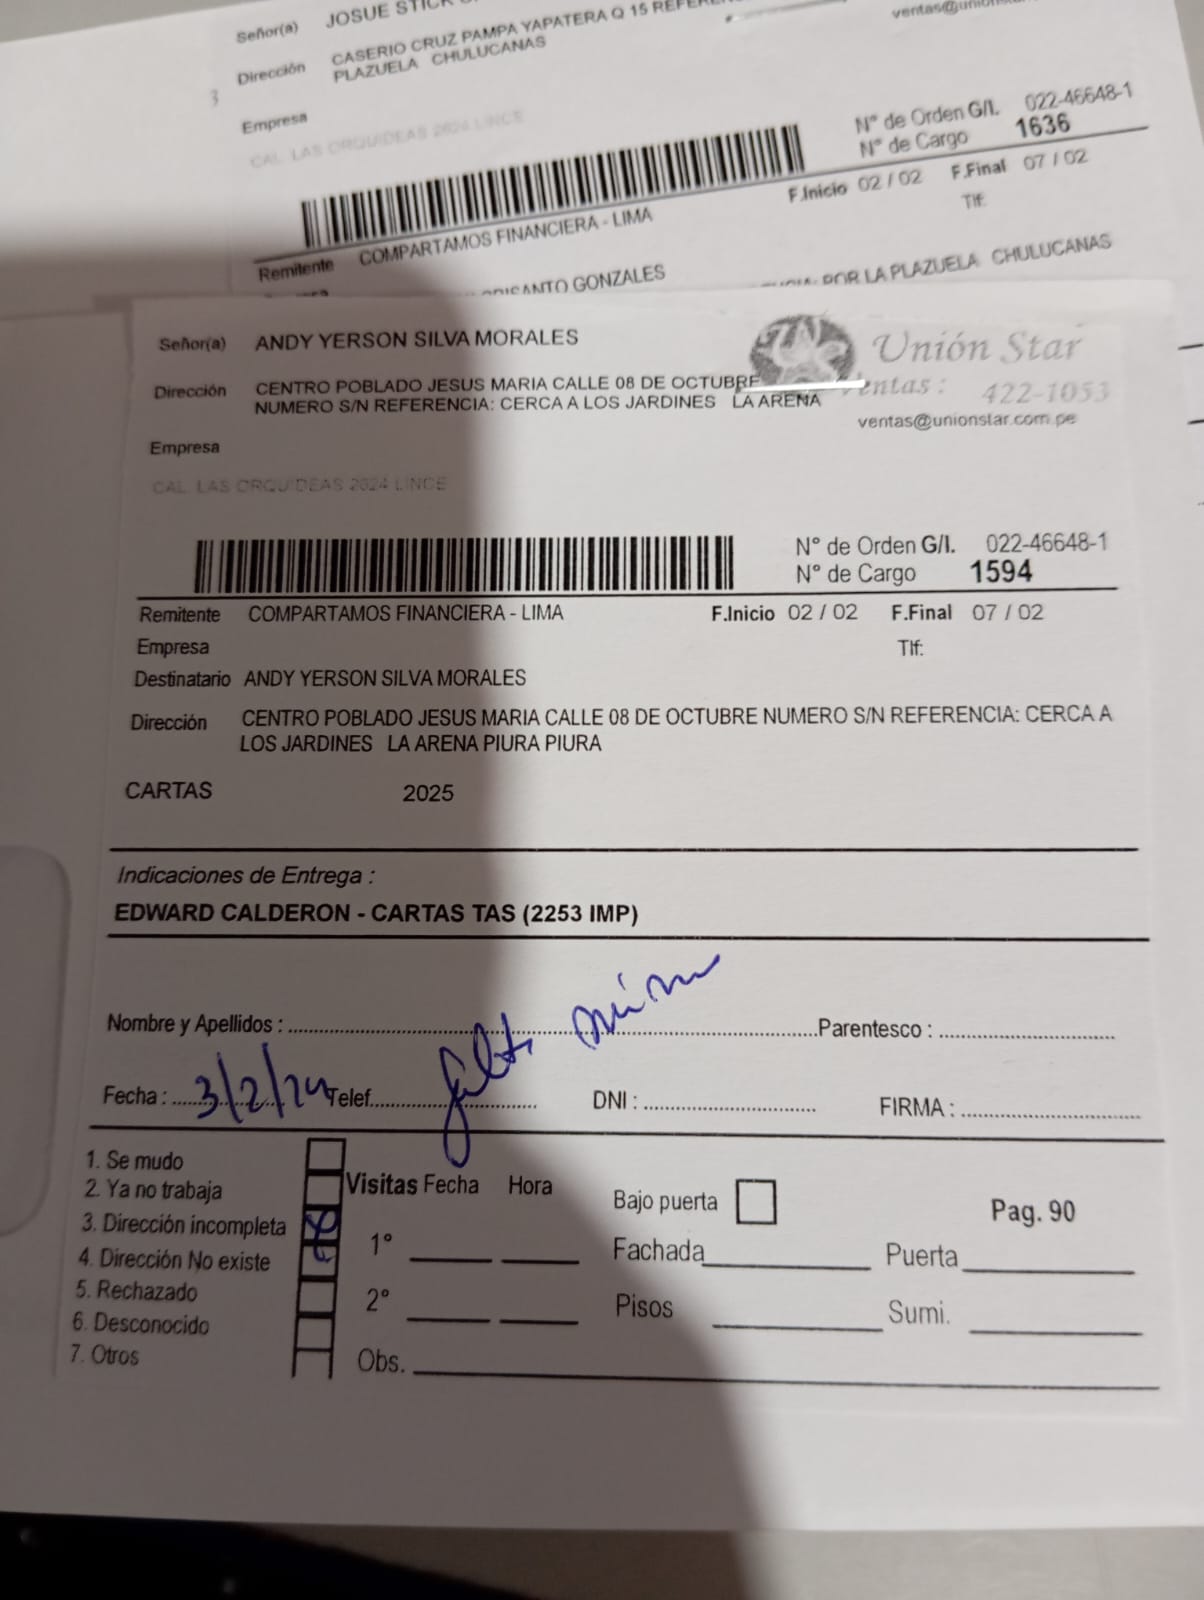 Señor(a) JOSUE
Dirección CASERIO CRUZ PAMPA YAPATERA Q 15
PLAZUELA CHULUCANAS
3
Empresa
CAL. LAS ORQUIDEAS 2024 LINCE
N° de Orden G/I. 022-46648-1
N° de Cargo 1636
F.Inicio 02 / 02 F.Final 07 / 02
Remitente COMPARTAMOS FINANCIERA - LIMA
Tlf:
GONZALES
POR LA PLAZUELA CHULUCANAS
Señor(a) ANDY YERSON SILVA MORALES
Unión Star
Dirección CENTRO POBLADO JESUS MARIA CALLE 08 DE OCTUBRE
NUMERO S/N REFERENCIA: CERCA A LOS JARDINES LA ARENA
422-1053
ventas@unionstar.com.pe
Empresa
CAL. LAS ORQUIDEAS 2024 LINCE
N° de Orden G/I. 022-46648-1
N° de Cargo 1594
Remitente COMPARTAMOS FINANCIERA - LIMA F.Inicio 02 / 02 F.Final 07 / 02
Empresa Tlf:
Destinatario ANDY YERSON SILVA MORALES
Dirección CENTRO POBLADO JESUS MARIA CALLE 08 DE OCTUBRE NUMERO S/N REFERENCIA: CERCA A
LOS JARDINES LA ARENA PIURA PIURA
CARTAS 2025
Indicaciones de Entrega :
EDWARD CALDERON - CARTAS TAS (2253 IMP)
Nombre y Apellidos : Parentesco :
Fecha : 3/2/24 Telef. DNI : FIRMA :
1. Se mudo
2. Ya no trabaja Visitas Fecha Hora Bajo puerta Pag. 90
3. Dirección incompleta 1° Fachada Puerta
4. Dirección No existe
5. Rechazado 2° Pisos Sumi.
6. Desconocido
7. Otros Obs.